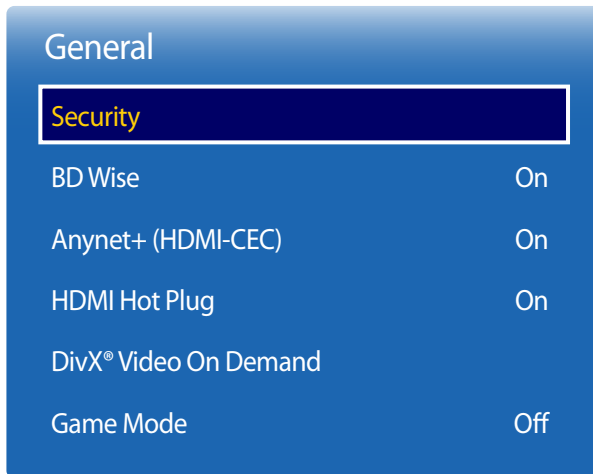 General
Security
BD Wise On
Anynet+ (HDMI-CEC) On
HDMI Hot Plug On
DivX® Video On Demand
Game Mode Off